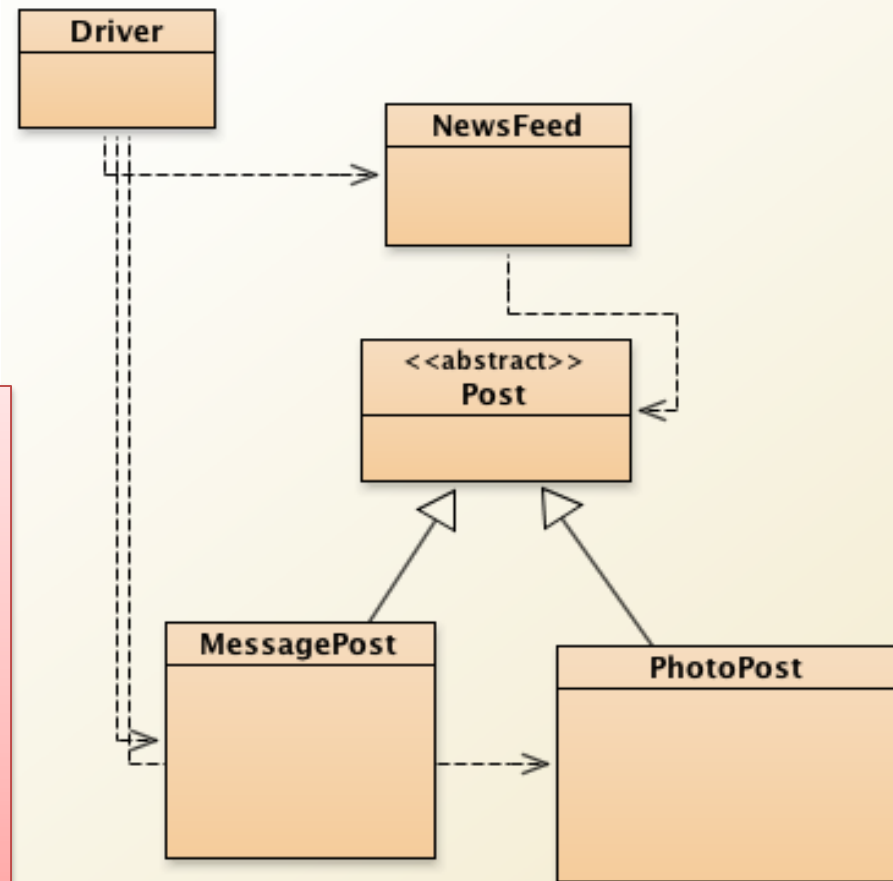 Driver
NewsFeed
<<abstract>>
Post
MessagePost
PhotoPost